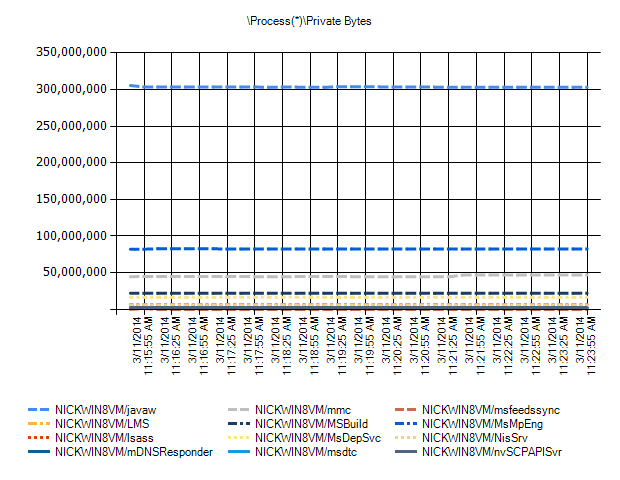 \Process(*)\Private Bytes
350,000,000
300,000,000
250,000,000
200,000,000
150,000,000
100,000,000
50,000,000
3/11/2014 11:15:55 AM
3/11/2014 11:16:25 AM
3/11/2014 11:16:55 AM
3/11/2014 11:17:25 AM
3/11/2014 11:17:55 AM
3/11/2014 11:18:25 AM
3/11/2014 11:18:55 AM
3/11/2014 11:19:25 AM
3/11/2014 11:19:55 AM
3/11/2014 11:20:25 AM
3/11/2014 11:20:55 AM
3/11/2014 11:21:25 AM
3/11/2014 11:21:55 AM
3/11/2014 11:22:25 AM
3/11/2014 11:22:55 AM
3/11/2014 11:23:25 AM
3/11/2014 11:23:55 AM
NICKWIN8VM/javaw NICKWIN8VM/mmc NICKWIN8VM/msfeedssync
NICKWIN8VM/LMS NICKWIN8VM/MSBuild NICKWIN8VM/MsMpEng
NICKWIN8VM/lsass NICKWIN8VM/MsDepSvc NICKWIN8VM/NisSrv
NICKWIN8VM/mDNSResponder NICKWIN8VM/msdtc NICKWIN8VM/nvSCPAPISvr